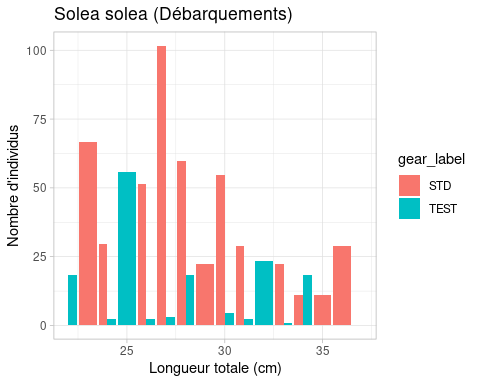 Solea solea (Débarquements)
100
75
50
25
0
Nombre d'individus
25 30 35
Longueur totale (cm)
gear_label
STD
TEST